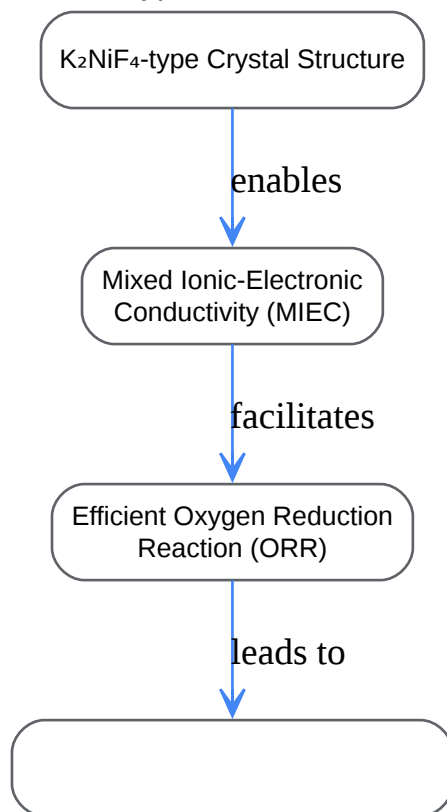 K₂NiF₄-type Crystal Structure
enables
Mixed Ionic-Electronic
Conductivity (MIEC)
facilitates
Efficient Oxygen Reduction
Reaction (ORR)
leads to